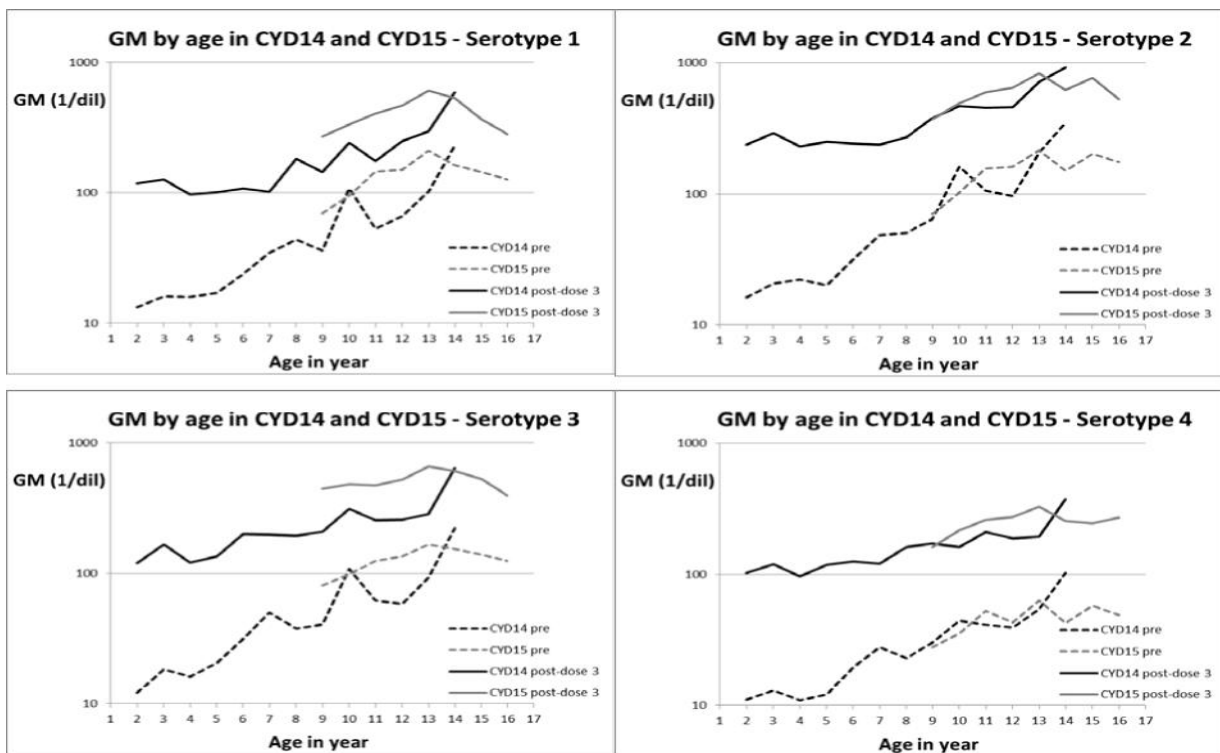 GM by age in CYD14 and CYD15 - Serotype 1
1000
GM (1/dil)
100
10
CYD14 pre
CYD15 pre
CYD14 post-dose 3
CYD15 post-dose 3
1 2 3 4 5 6 7 8 9 10 11 12 13 14 15 16 17
Age in year
GM by age in CYD14 and CYD15 - Serotype 2
1000
GM (1/dil)
100
10
CYD14 pre
CYD15 pre
CYD14 post-dose 3
CYD15 post-dose 3
1 2 3 4 5 6 7 8 9 10 11 12 13 14 15 16 17
Age in year
GM by age in CYD14 and CYD15 - Serotype 3
1000
GM (1/dil)
100
10
CYD14 pre
CYD15 pre
CYD14 post-dose 3
CYD15 post-dose 3
1 2 3 4 5 6 7 8 9 10 11 12 13 14 15 16 17
Age in year
GM by age in CYD14 and CYD15 - Serotype 4
1000
GM (1/dil)
100
10
CYD14 pre
CYD15 pre
CYD14 post-dose 3
CYD15 post-dose 3
1 2 3 4 5 6 7 8 9 10 11 12 13 14 15 16 17
Age in year